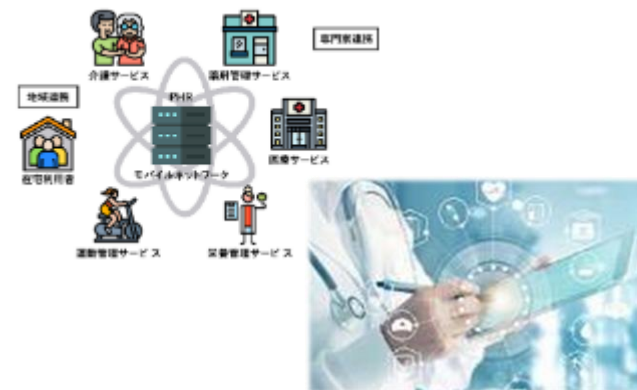 介護サービス
薬剤管理サービス
専門家連携
地域連携
PHR
医療サービス
モバイルネットワーク
在宅利用者
運動管理サービス
栄養管理サービス